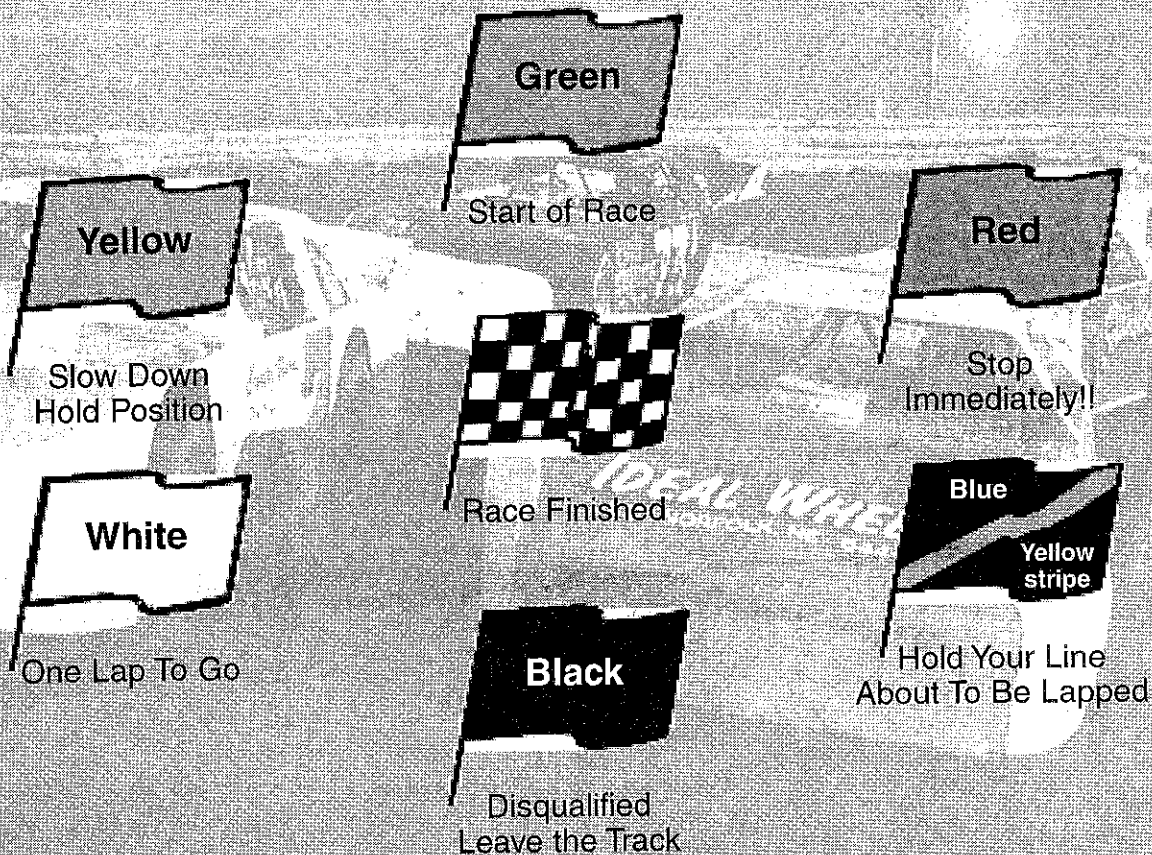 Green
Start of Race
Yellow
Slow Down
Hold Position
Red
Stop
Immediately!!
Race Finished
IDEAL WHE
White
One Lap To Go
Blue
Yellow
stripe
Hold Your Line
About To Be Lapped
Black
Disqualified
Leave the Track